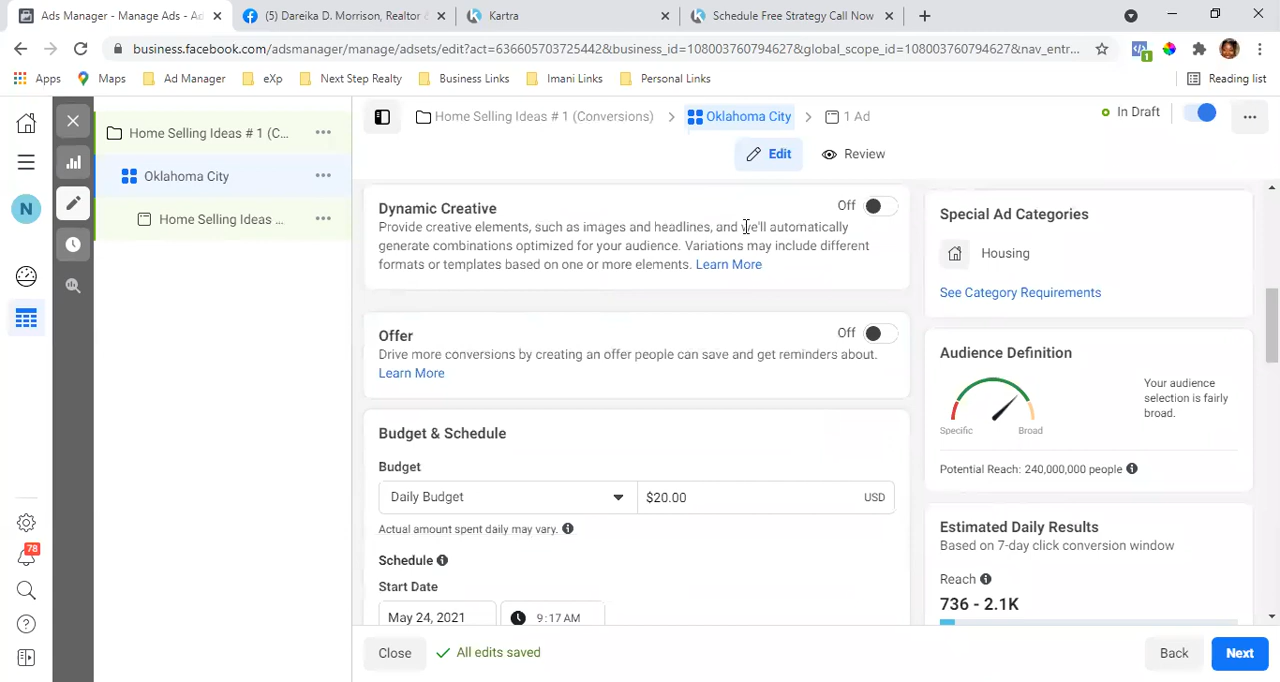 Ads Manager - Manage Ads - Ad
(5) Dareika D. Morrison, Realtor
Kartra
Schedule Free Strategy Call Now
business.facebook.com/adsmanager/manage/adsets/edit?act=636605703725442&business_id=108003760794627&global_scope_id=108003760794627&nav_entr...
1
Apps
Maps
Ad Manager
eXp
Next Step Realty
Business Links
Imani Links
Personal Links
Reading list
Home Selling Ideas # 1 (C...
Oklahoma City
Home Selling Ideas ...
N
78
Home Selling Ideas # 1 (Conversions)
Oklahoma City
1 Ad
In Draft
Edit
Review
Dynamic Creative
Off
Provide creative elements, such as images and headlines, and we'll automatically
generate combinations optimized for your audience. Variations may include different
formats or templates based on one or more elements. Learn More
Offer
Off
Drive more conversions by creating an offer people can save and get reminders about.
Learn More
Budget & Schedule
Budget
Daily Budget
$20.00
USD
Actual amount spent daily may vary.
Schedule
Start Date
May 24, 2021
9:17 AM
Special Ad Categories
Housing
See Category Requirements
Audience Definition
Your audience
selection is fairly
broad.
Specific
Broad
Potential Reach: 240,000,000 people
Estimated Daily Results
Based on 7-day click conversion window
Reach
736 - 2.1K
Close
All edits saved
Back
Next